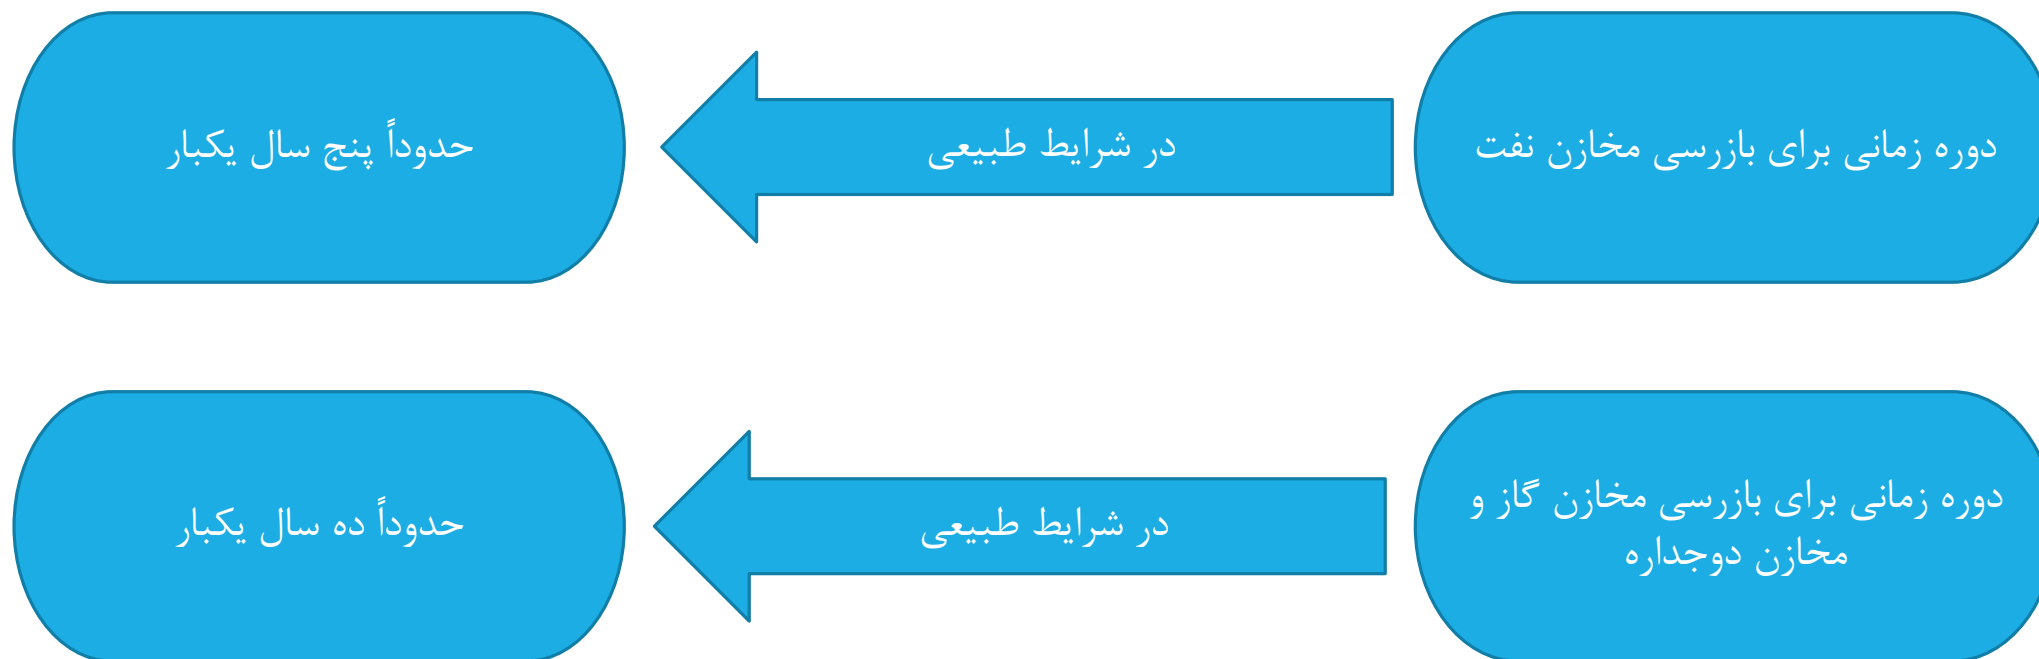 دوره زمانی برای بازرسی مخازن نفت
در شرایط طبیعی
حدوداً پنج سال یکبار
دوره زمانی برای بازرسی مخازن گاز و
مخازن دوجداره
در شرایط طبیعی
حدوداً ده سال یکبار